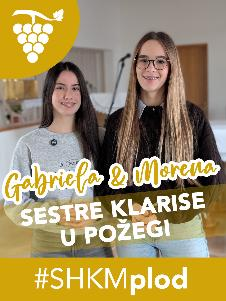 Gabriela & Morena
SESTRE KLARISE
U POŽEGI
#SHKMplod